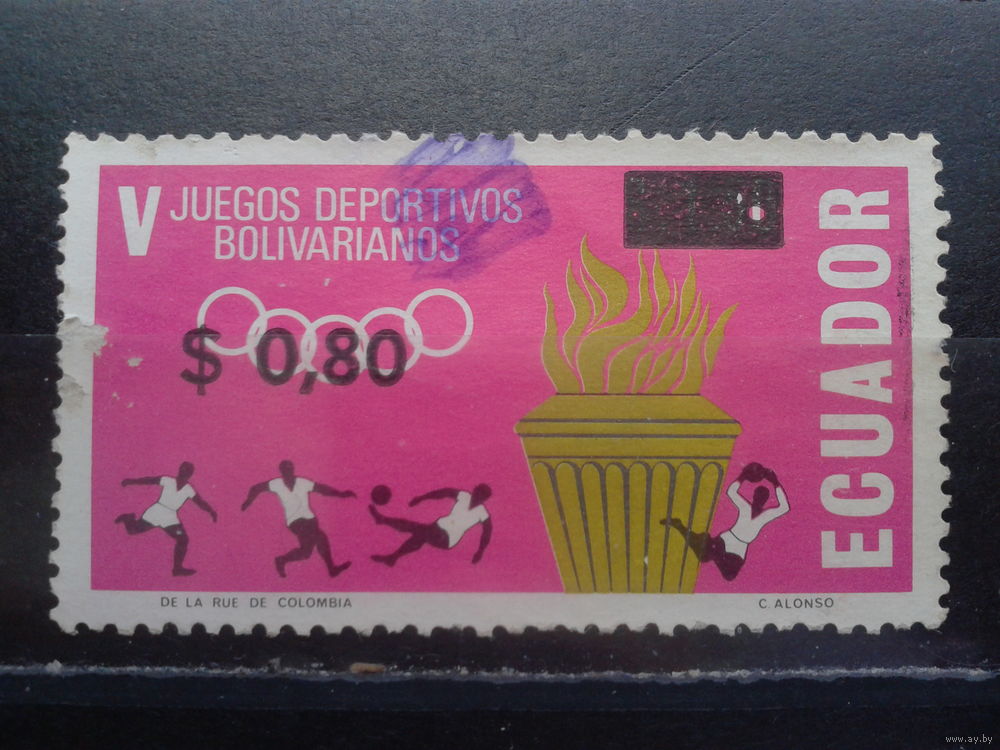 V JUEGOS DEPORTIVOS
BOLIVARIANOS
$ 0,80
ECUADOR
DE LA RUE DE COLOMBIA
C. ALONSO
www.ay.by